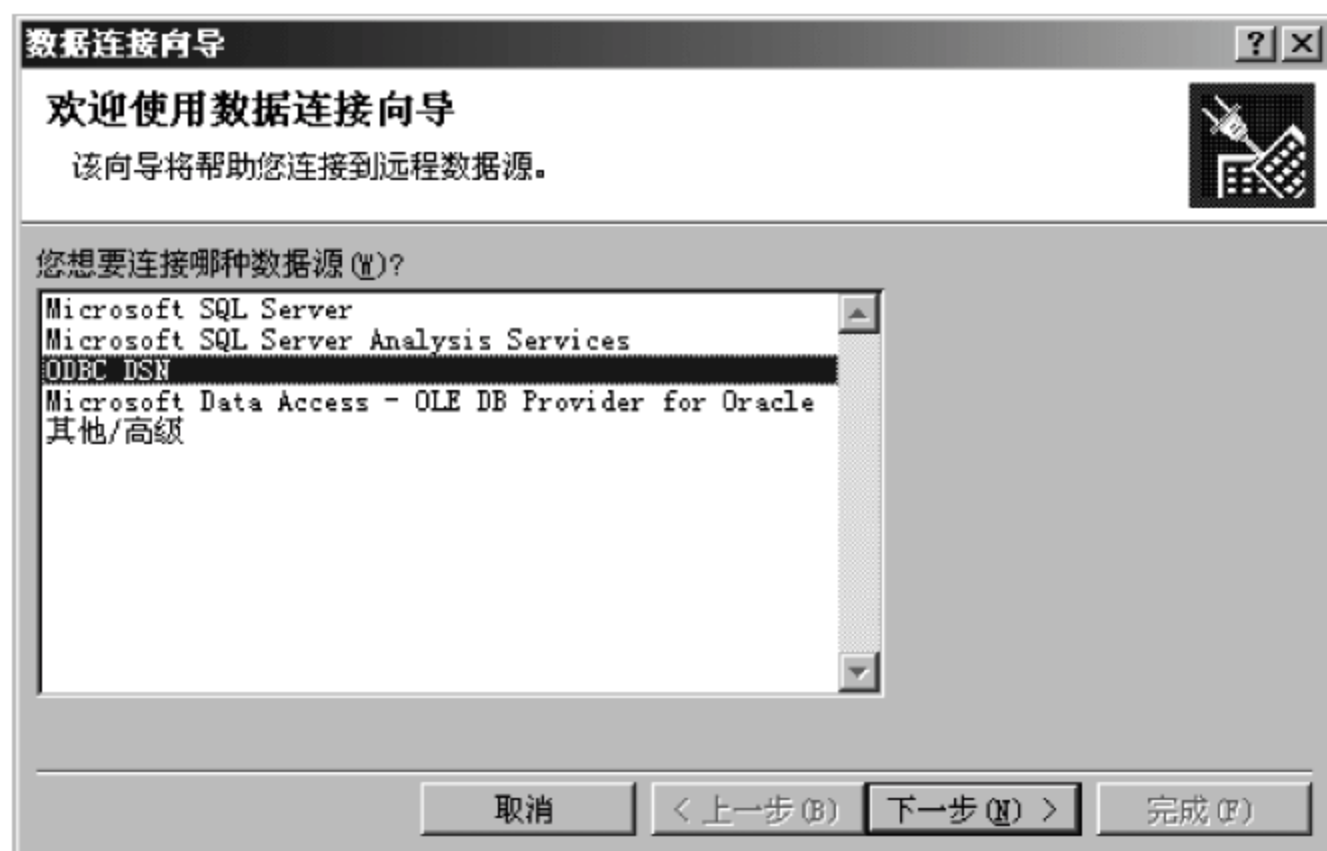 数据连接向导
欢迎使用数据连接向导
该向导将帮助您连接到远程数据源。
您想要连接哪种数据源(W)?
Microsoft SQL Server
Microsoft SQL Server Analysis Services
ODBC DSN
Microsoft Data Access - OLE DB Provider for Oracle
其他/高级
取消 < 上一步(B) 下一步(N) > 完成(F)